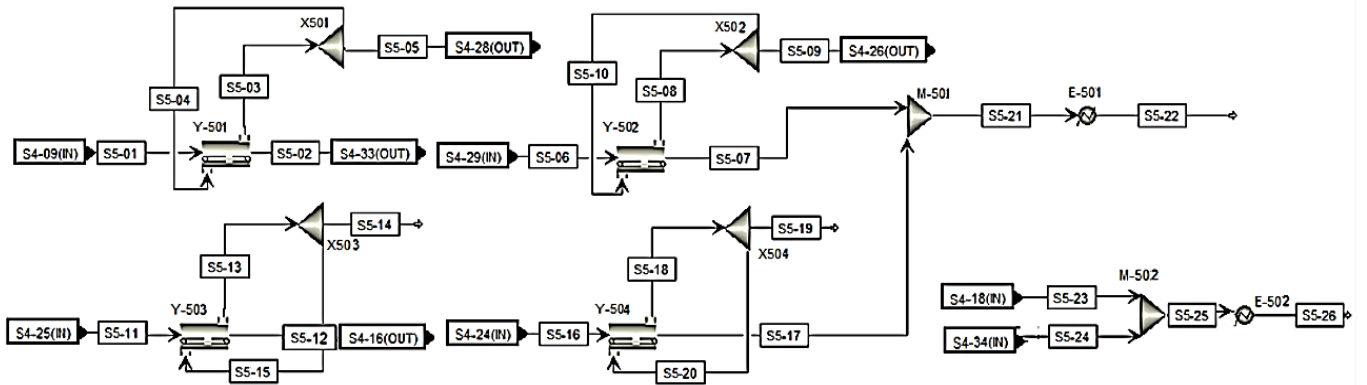 X501
X502
S5-05
S4-28(OUT)
S5-09
S4-26(OUT)
S5-03
S5-04
S5-10
S5-08
M-501
E-501
S5-21
S5-22
Y-501
Y-502
S4-09(IN)
S5-01
S5-02
S4-33(OUT)
S4-29(IN)
S5-06
S5-07
S5-14
X503
S5-19
X504
S5-13
S5-18
M-502
S4-18(IN)
S5-23
E-502
Y-503
Y-504
S5-25
S5-26
S4-25(IN)
S5-11
S5-12
S4-16(OUT)
S4-24(IN)
S5-16
S5-17
S4-34(IN)
S5-24
S5-15
S5-20